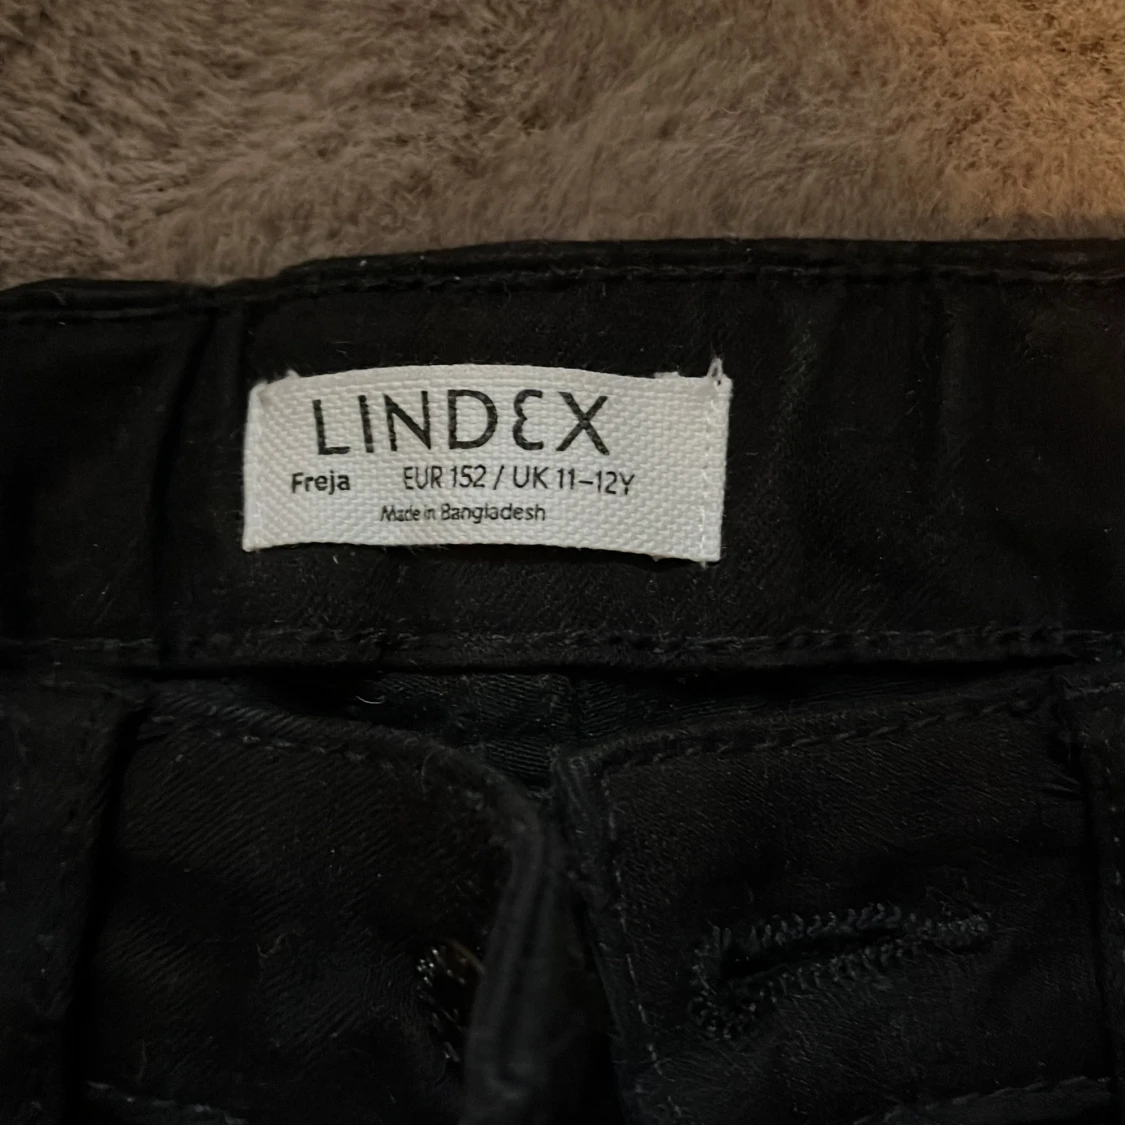 LINDEX
Freja EUR 152 / UK 11–12Y
Made in Bangladesh